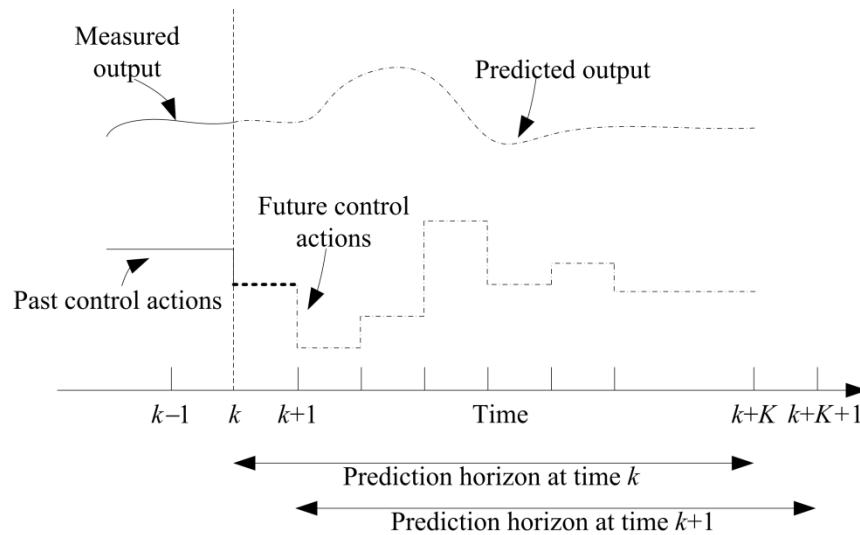 Measured
output
Predicted output
Future control
actions
Past control actions
k−1
k
k+1
Time
k+K
k+K+1
Prediction horizon at time k
Prediction horizon at time k+1